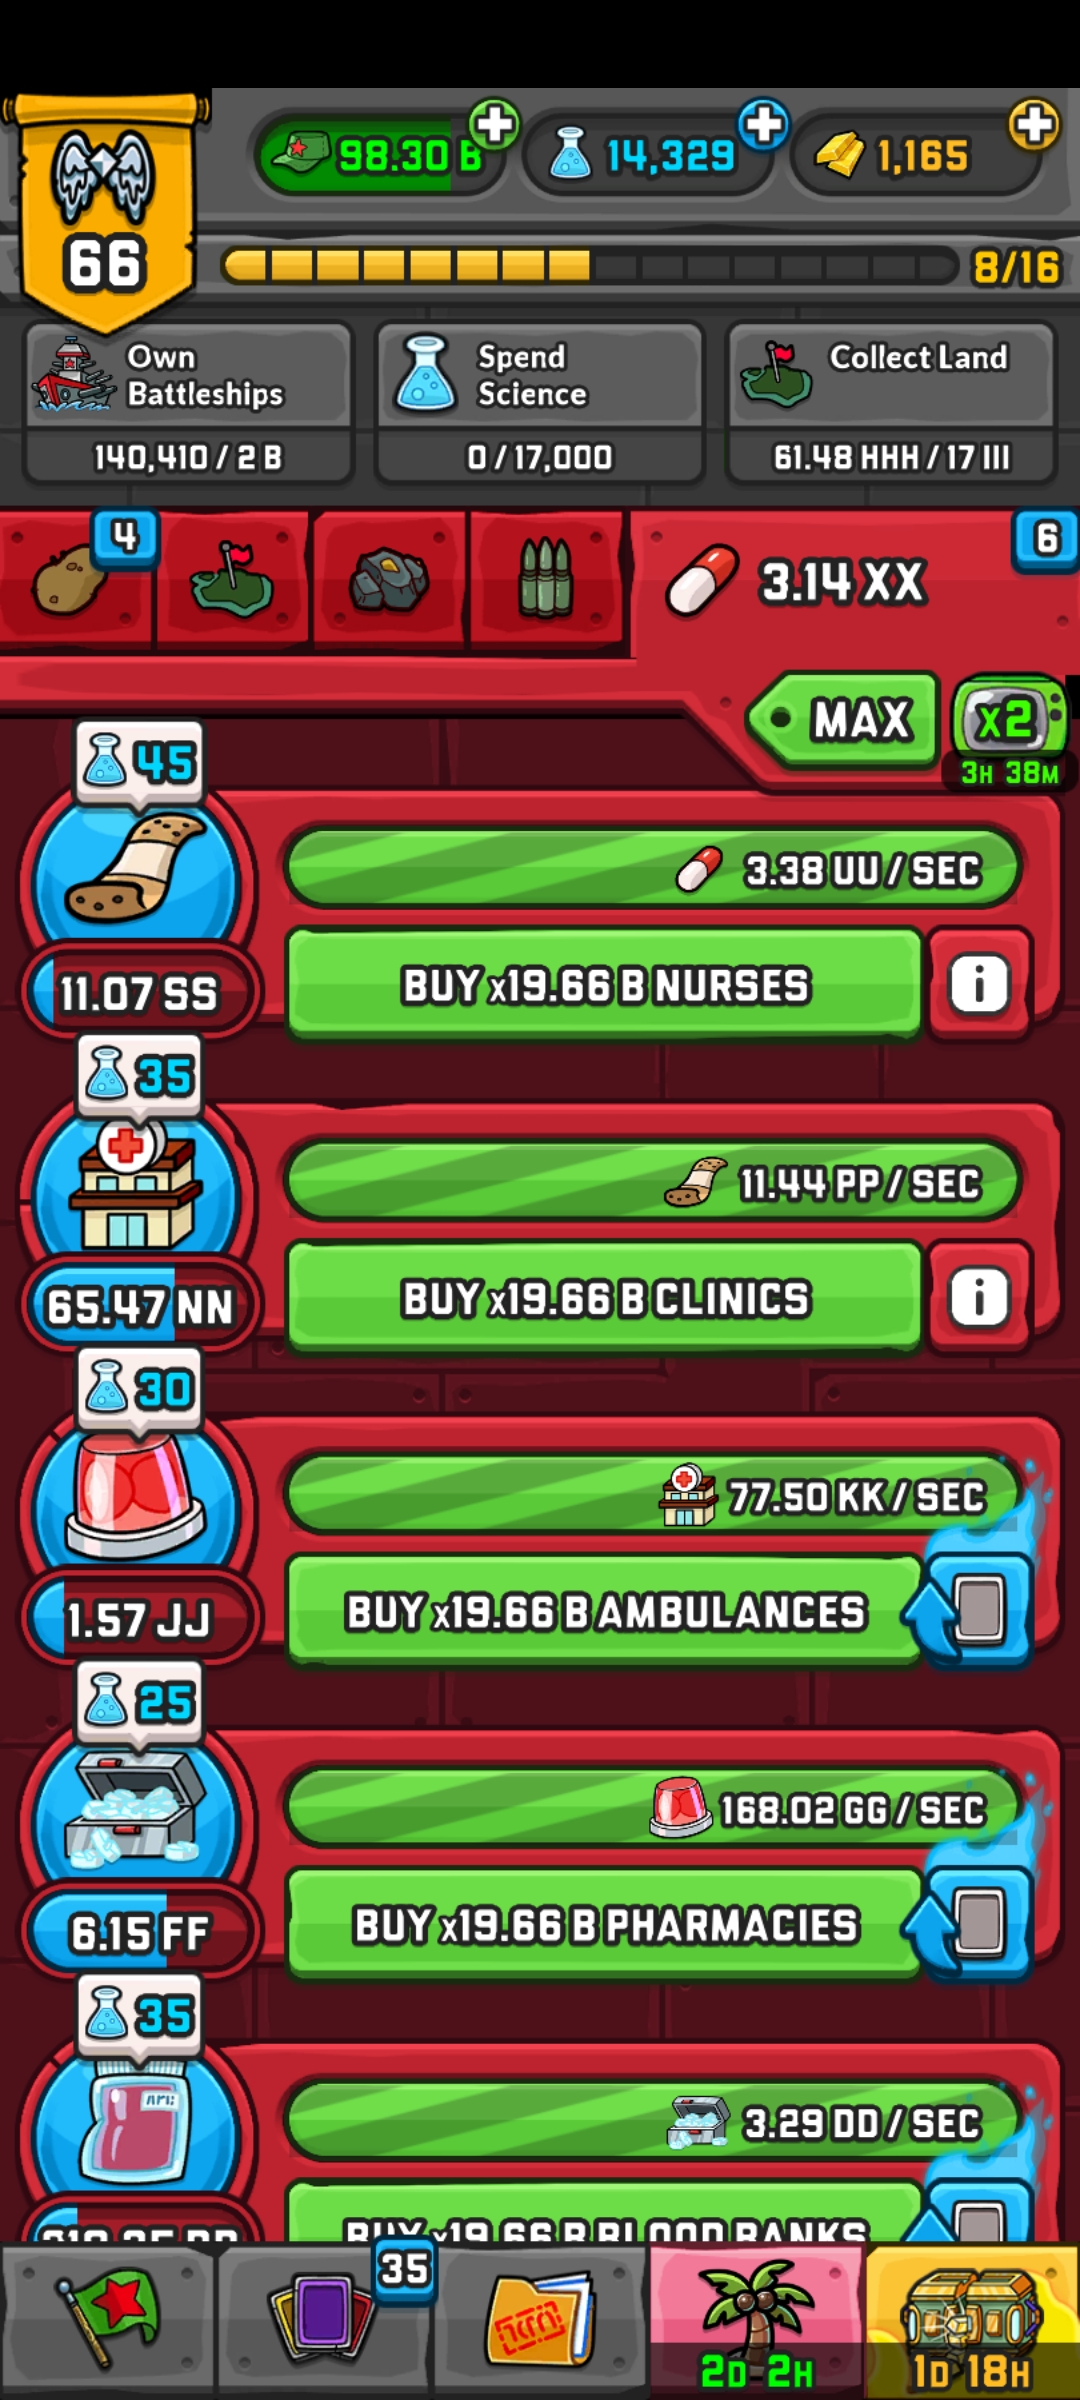 66
98.30 B
14,329
1,165
8/16
Own
Battleships
140,410 / 2 B
Spend
Science
0 / 17,000
Collect Land
61.48 HHH / 17 III
4
3.14 XX
6
MAX
x2
3H 38M
45
3.38 UU / SEC
11.07 SS
BUY x19.66 B NURSES
i
35
11.44 PP / SEC
65.47 NN
BUY x19.66 B CLINICS
i
30
77.50 KK / SEC
1.57 JJ
BUY x19.66 B AMBULANCES
25
168.02 GG / SEC
6.15 FF
BUY x19.66 B PHARMACIES
35
3.29 DD / SEC
BUY x19.66 B BLOOD BANKS
35
2D 2H
1D 18H